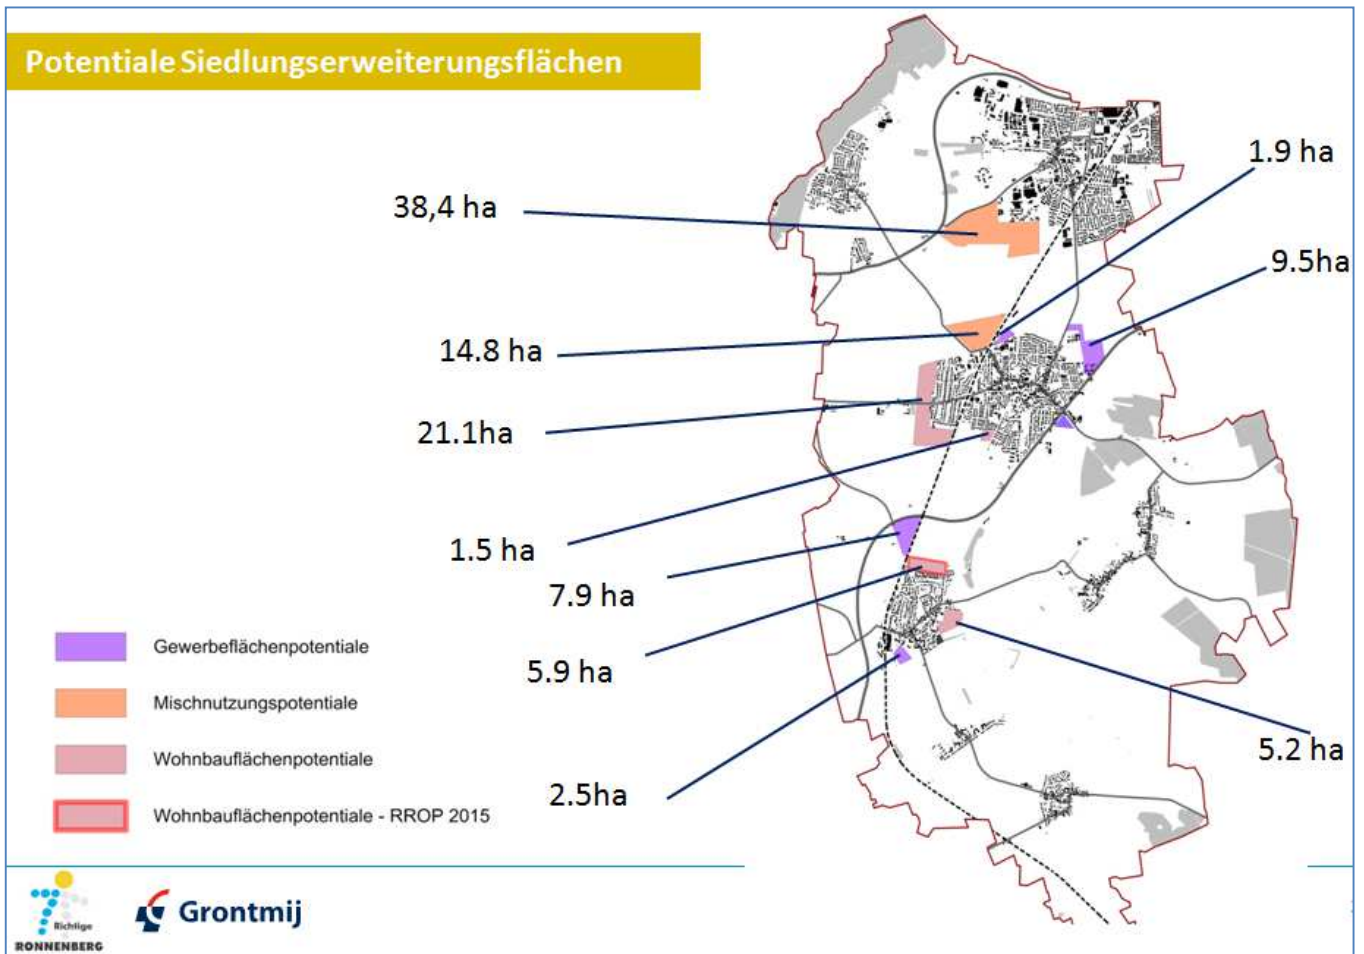 Potentiale Siedlungserweiterungsflächen
1.9 ha
38,4 ha
9.5ha
14.8 ha
21.1ha
1.5 ha
7.9 ha
5.9 ha
5.2 ha
2.5ha
Gewerbeflächenpotentiale
Mischnutzungspotentiale
Wohnbauflächenpotentiale
Wohnbauflächenpotentiale - RROP 2015
7
Richtige
RONNENBERG
Grontmij